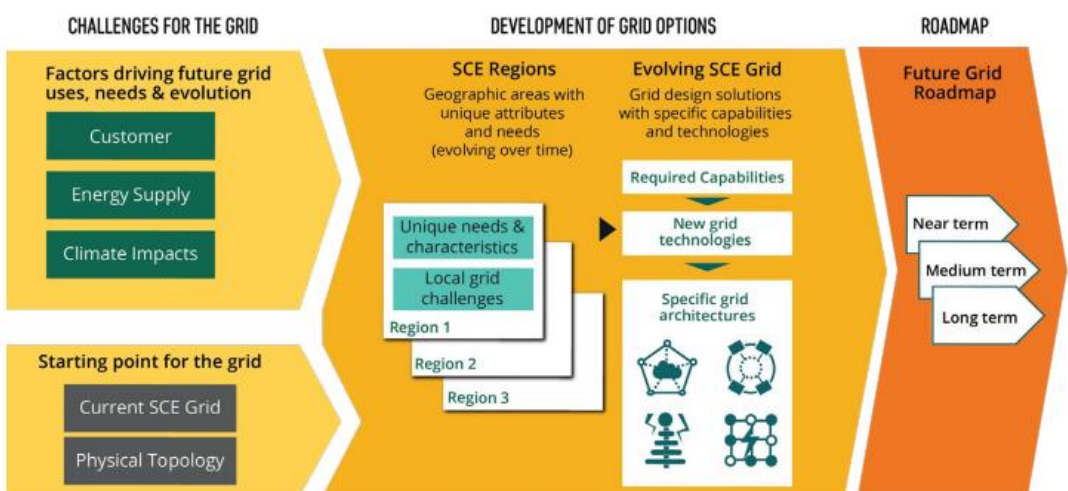 CHALLENGES FOR THE GRID
DEVELOPMENT OF GRID OPTIONS
ROADMAP
Factors driving future grid
uses, needs & evolution
Customer
Energy Supply
Climate Impacts
Starting point for the grid
Current SCE Grid
Physical Topology
SCE Regions
Geographic areas with
unique attributes
and needs
(evolving over time)
Unique needs &
characteristics
Local grid
challenges
Region 1
Region 2
Region 3
Evolving SCE Grid
Grid design solutions
with specific capabilities
and technologies
Required Capabilities
New grid
technologies
Specific grid
architectures
Future Grid
Roadmap
Near term
Medium term
Long term